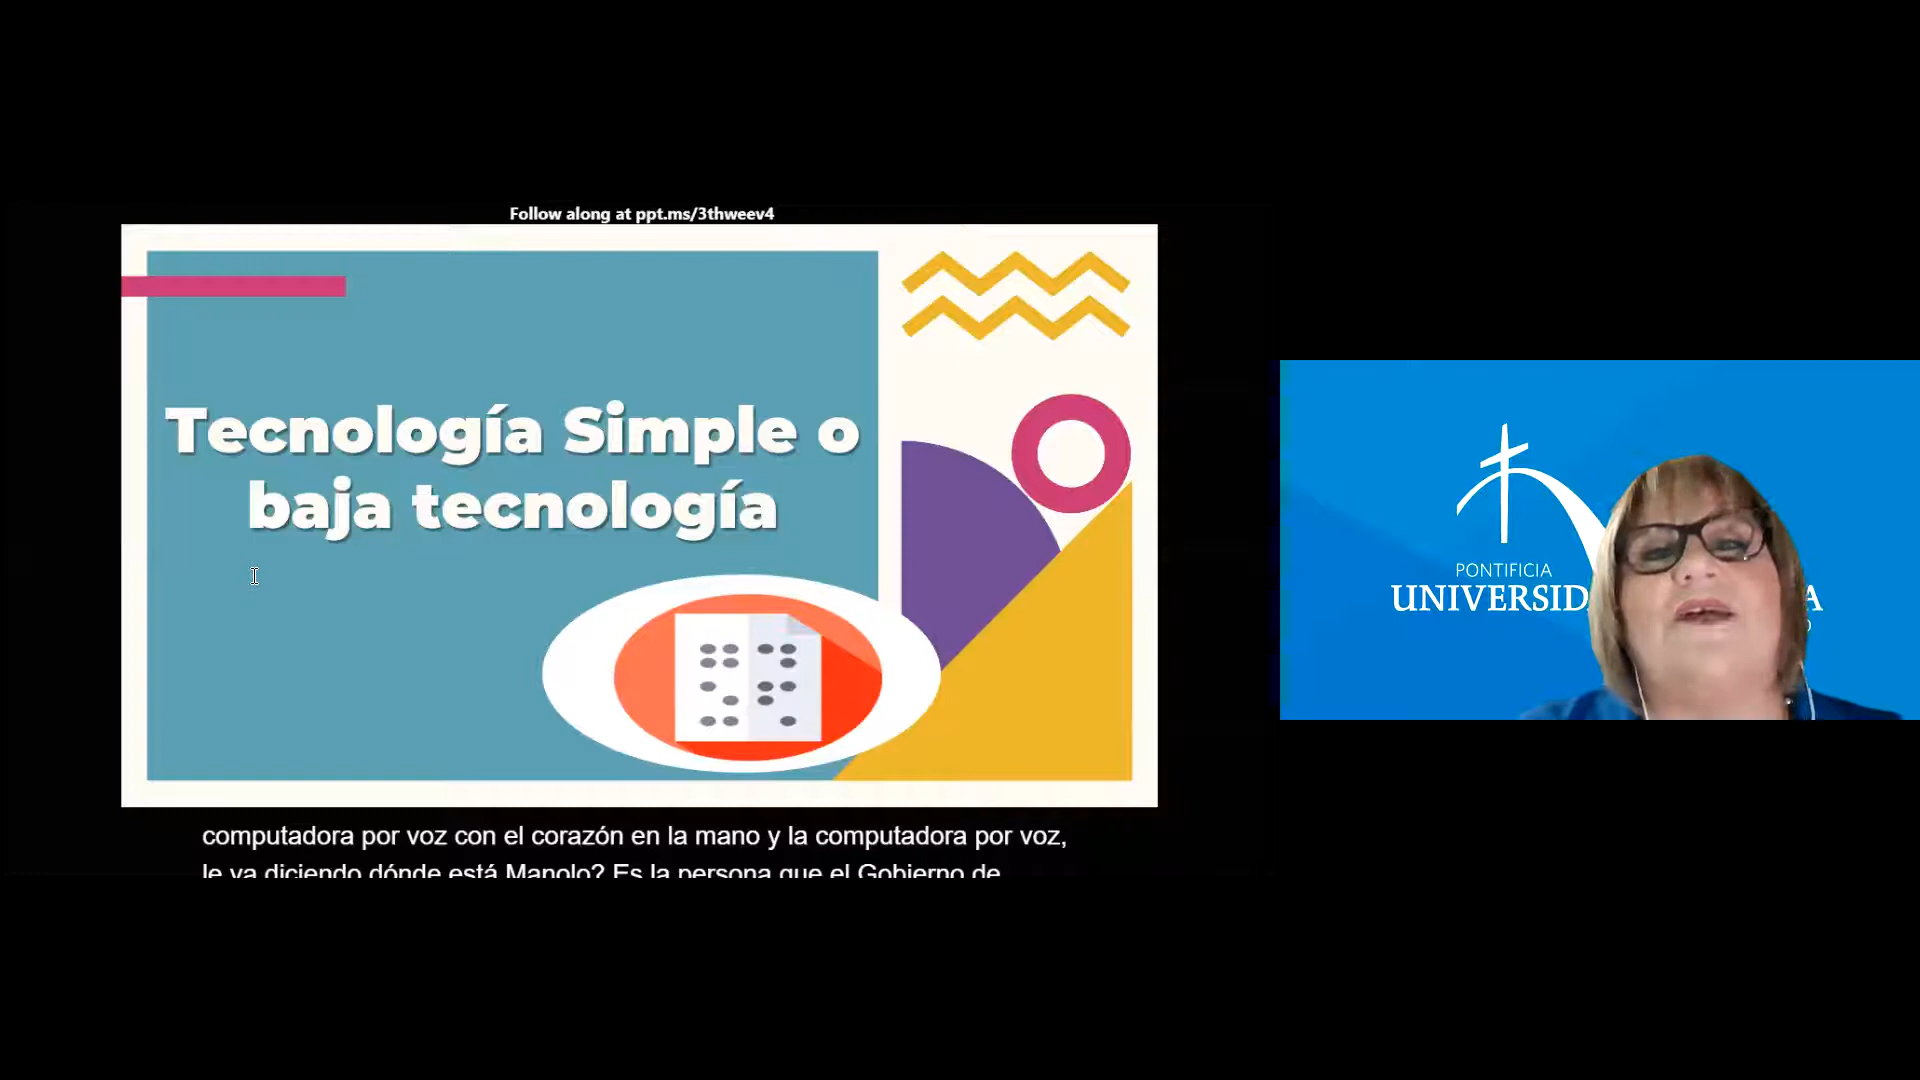 Follow along at ppt.ms/3thweev4
Tecnología Simple o
baja tecnología
computadora por voz con el corazón en la mano y la computadora por voz,
le va diciendo dónde está Manolo? Es la persona que el Gobierno de
PONTIFICIA
UNIVERSID